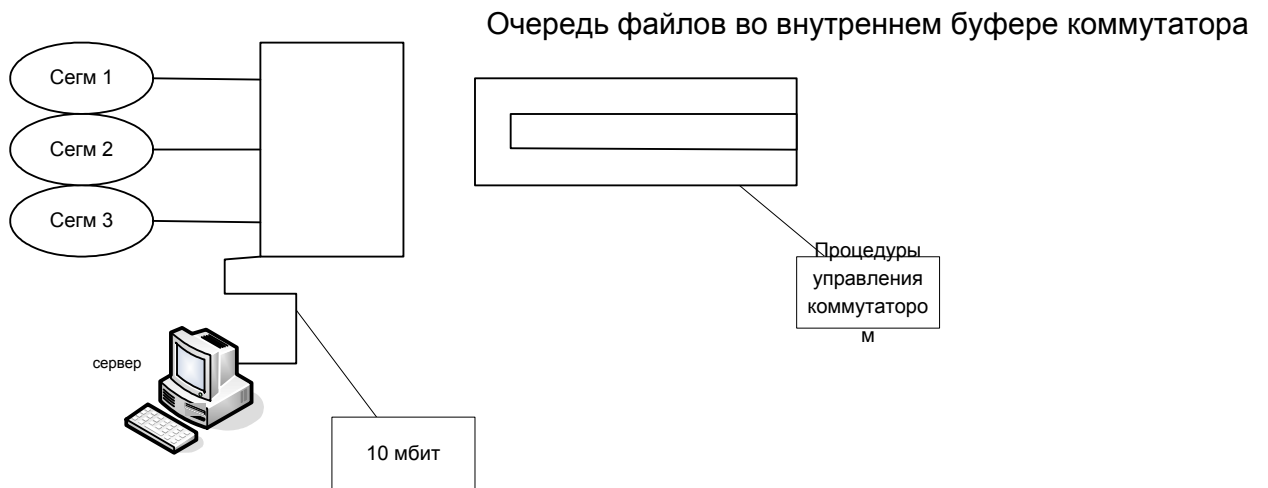 Очередь файлов во внутреннем буфере коммутатора
Сегм 1
Сегм 2
Сегм 3
Процедуры
управления
коммутаторо
м
сервер
10 мбит